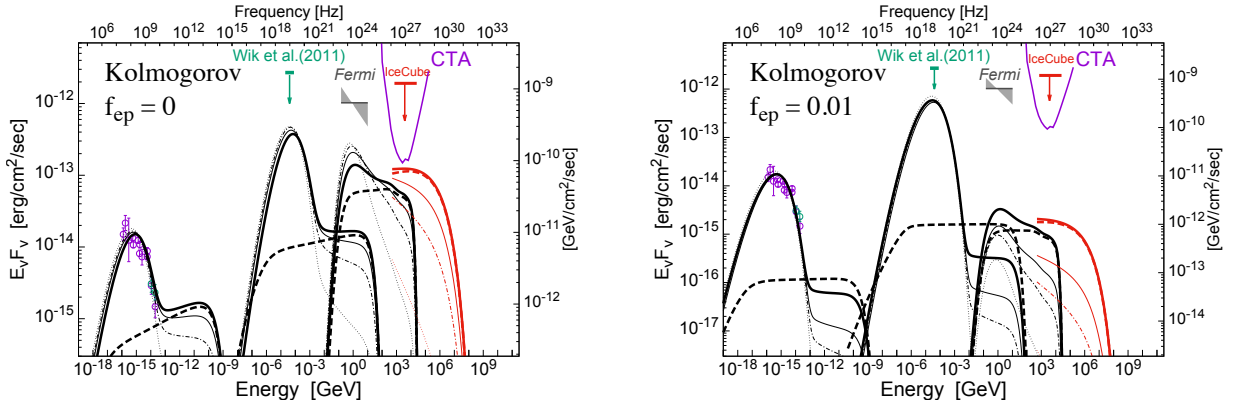 Frequency [Hz]
10^6 10^9 10^12 10^15 10^18 10^21 10^24 10^27 10^30 10^33
Kolmogorov
f_ep = 0
Wik et al.(2011)
Fermi
IceCube
CTA
E_νF_ν [erg/cm^2/sec]
10^-12
10^-13
10^-14
10^-15
[GeV/cm^2/sec]
10^-9
10^-10
10^-11
10^-12
10^-18 10^-15 10^-12 10^-9 10^-6 10^-3 10^0 10^3 10^6 10^9
Energy [GeV]
Frequency [Hz]
10^6 10^9 10^12 10^15 10^18 10^21 10^24 10^27 10^30 10^33
Kolmogorov
f_ep = 0.01
Wik et al.(2011)
Fermi
IceCube
CTA
E_νF_ν [erg/cm^2/sec]
10^-12
10^-13
10^-14
10^-15
10^-16
10^-17
[GeV/cm^2/sec]
10^-9
10^-10
10^-11
10^-12
10^-13
10^-14
10^-18 10^-15 10^-12 10^-9 10^-6 10^-3 10^0 10^3 10^6 10^9
Energy [GeV]